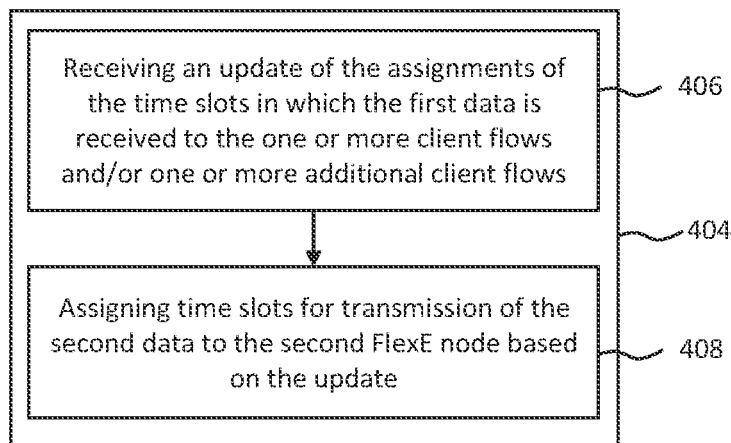 Receiving an update of the assignments of
the time slots in which the first data is
received to the one or more client flows
and/or one or more additional client flows
406
404
Assigning time slots for transmission of the
second data to the second FlexE node based
on the update
408